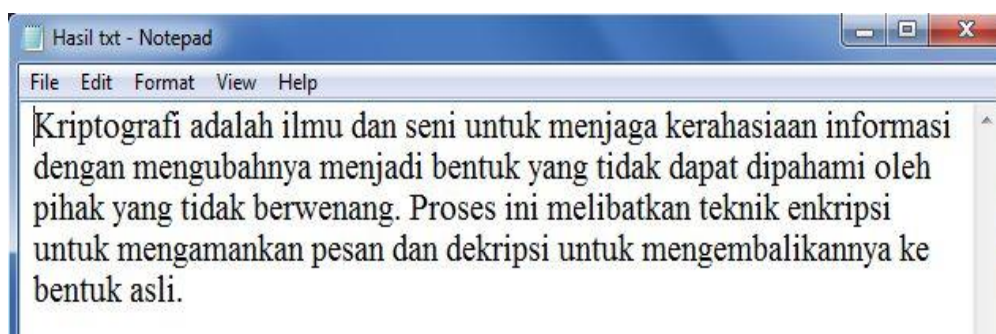 Hasil txt - Notepad
File Edit Format View Help
Kriptografi adalah ilmu dan seni untuk menjaga kerahasiaan informasi
dengan mengubahnya menjadi bentuk yang tidak dapat dipahami oleh
pihak yang tidak berwenang. Proses ini melibatkan teknik enkripsi
untuk mengamankan pesan dan dekripsi untuk mengembalikannya ke
bentuk asli.